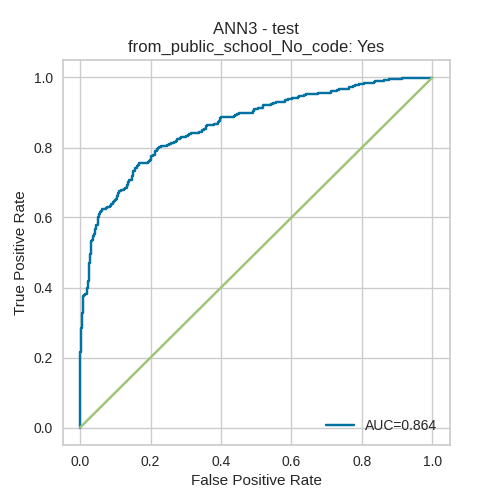 ANN3 - test
from_public_school_No_code: Yes
True Positive Rate
1.0
0.8
0.6
0.4
0.2
0.0
AUC=0.864
0.0 0.2 0.4 0.6 0.8 1.0
False Positive Rate